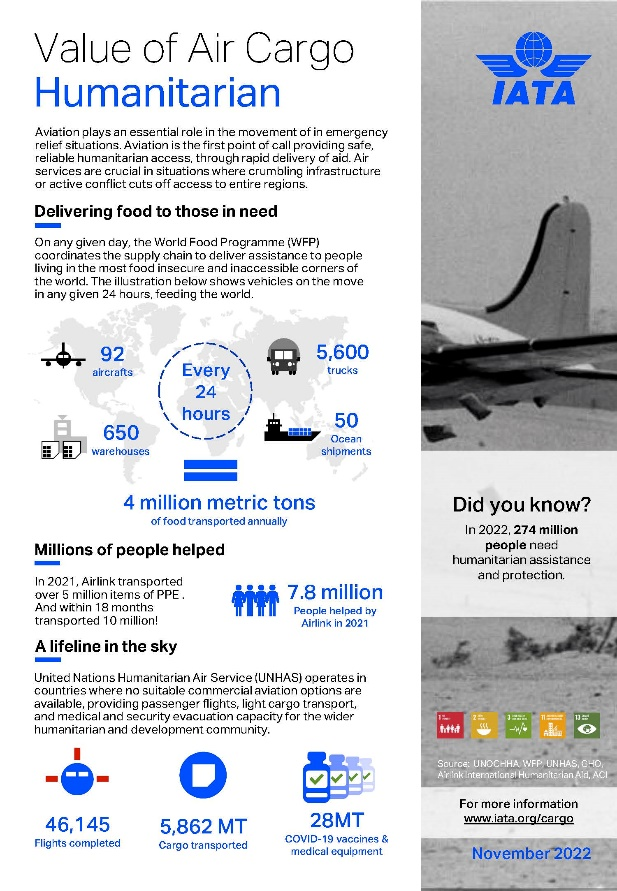 Value of Air Cargo
Humanitarian
Aviation plays an essential role in the movement of in emergency
relief situations. Aviation is the first point of call providing safe,
reliable humanitarian access, through rapid delivery of aid. Air
services are crucial in situations where crumbling infrastructure
or active conflict cuts off access to entire regions.
Delivering food to those in need
On any given day, the World Food Programme (WFP)
coordinates the supply chain to deliver assistance to people
living in the most food insecure and inaccessible corners of
the world. The illustration below shows vehicles on the move
in any given 24 hours, feeding the world.
92
aircrafts
Every
24
hours
5,600
trucks
650
warehouses
50
Ocean
shipments
4 million metric tons
of food transported annually
Millions of people helped
In 2021, Airlink transported
over 5 million items of PPE .
And within 18 months
transported 10 million!
7.8 million
People helped by
Airlink in 2021
A lifeline in the sky
United Nations Humanitarian Air Service (UNHAS) operates in
countries where no suitable commercial aviation options are
available, providing passenger flights, light cargo transport,
and medical and security evacuation capacity for the wider
humanitarian and development community.
46,145
Flights completed
5,862 MT
Cargo transported
28MT
COVID-19 vaccines &
medical equipment
IATA
Did you know?
In 2022, 274 million
people need
humanitarian assistance
and protection.
Source: UNOCHHA, WFP, UNHAS, GHO,
Airlink International Humanitarian Aid, ACI
For more information
www.iata.org/cargo
November 2022